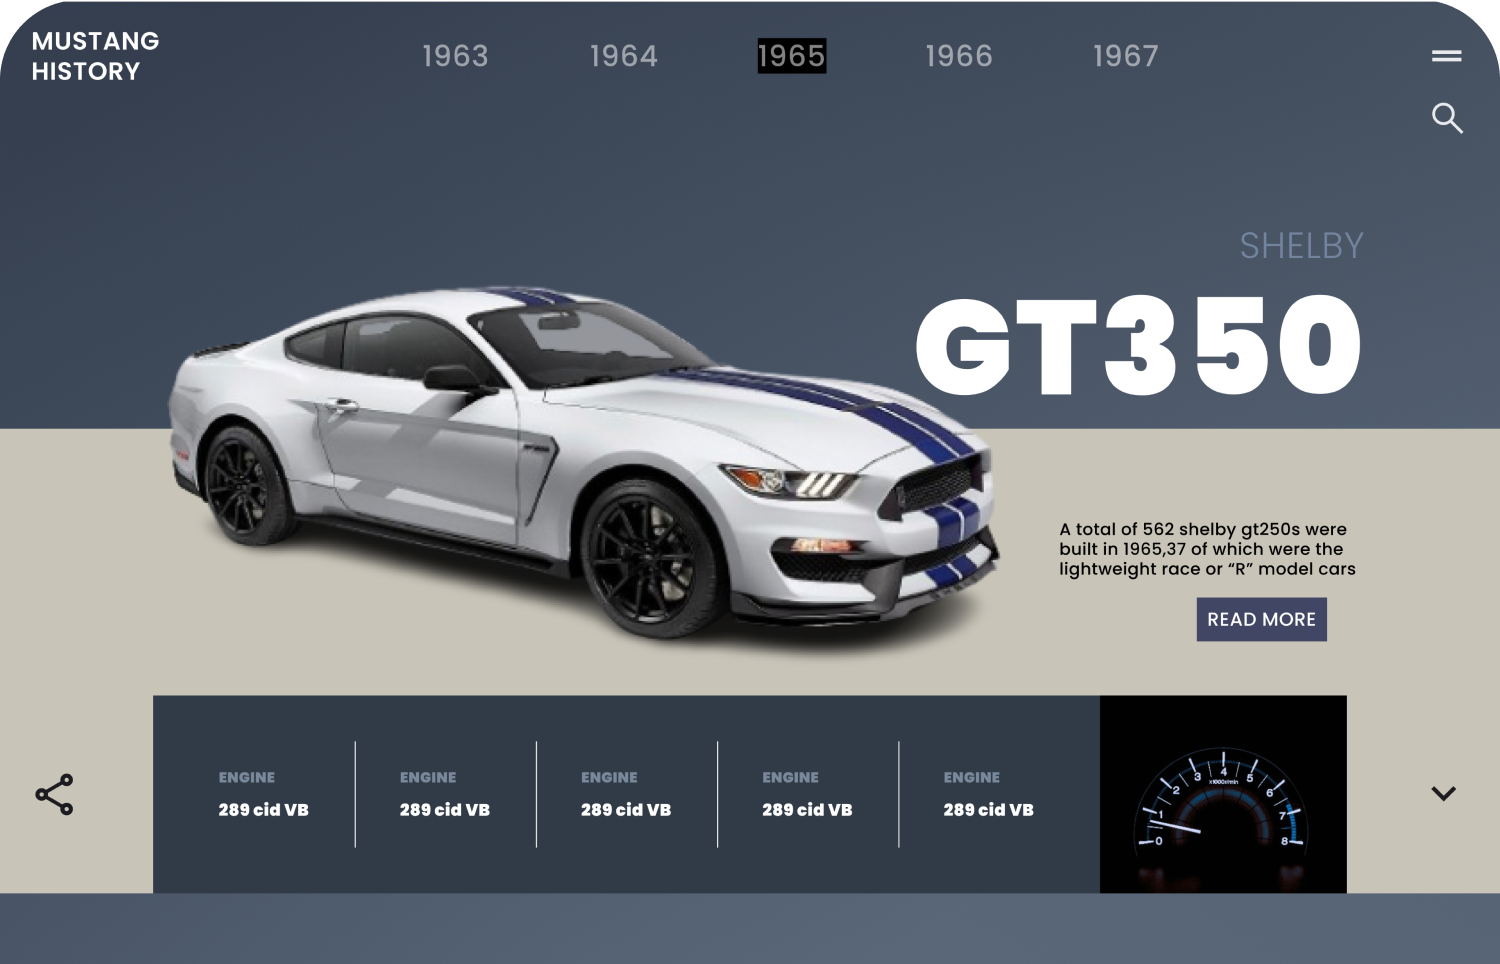 MUSTANG
HISTORY
1963
1964
1965
1966
1967
SHELBY
GT350
A total of 562 shelby gt250s were
built in 1965,37 of which were the
lightweight race or “R” model cars
READ MORE
ENGINE
289 cid VB
ENGINE
289 cid VB
ENGINE
289 cid VB
ENGINE
289 cid VB
ENGINE
289 cid VB
0
1
2
3
4
5
6
7
8
x1000r/min